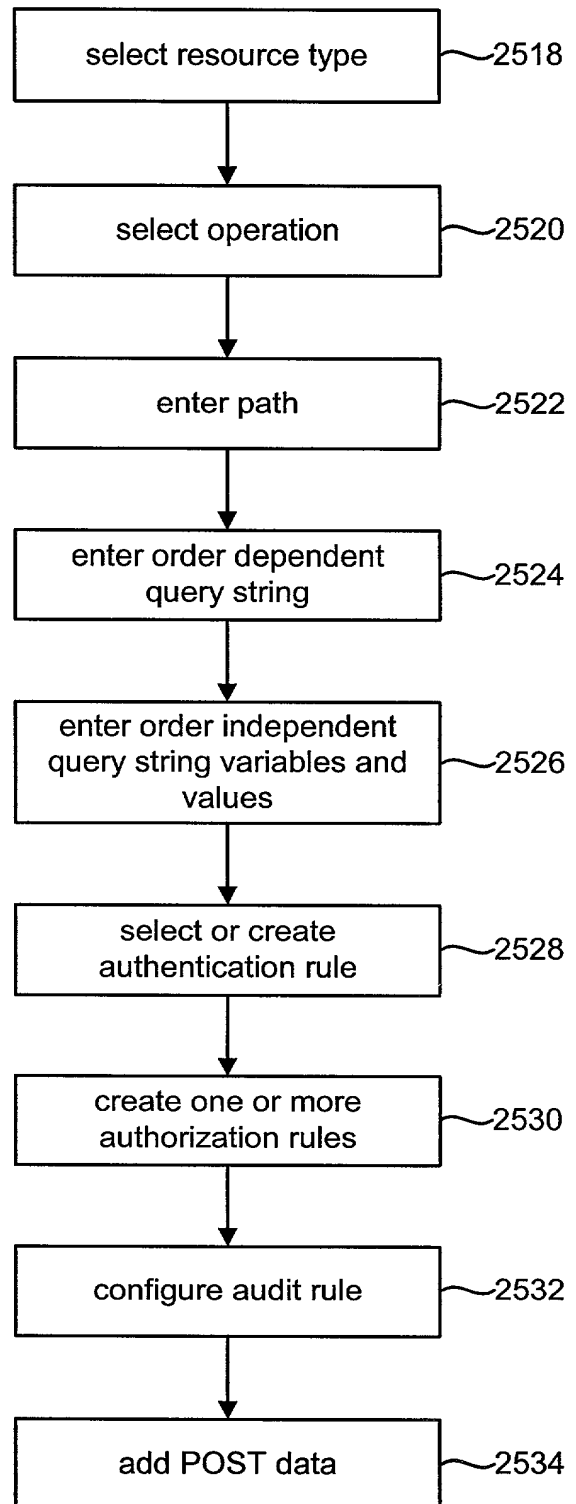 select resource type
2518
select operation
2520
enter path
2522
enter order dependent
query string
2524
enter order independent
query string variables and
values
2526
select or create
authentication rule
2528
create one or more
authorization rules
2530
configure audit rule
2532
add POST data
2534